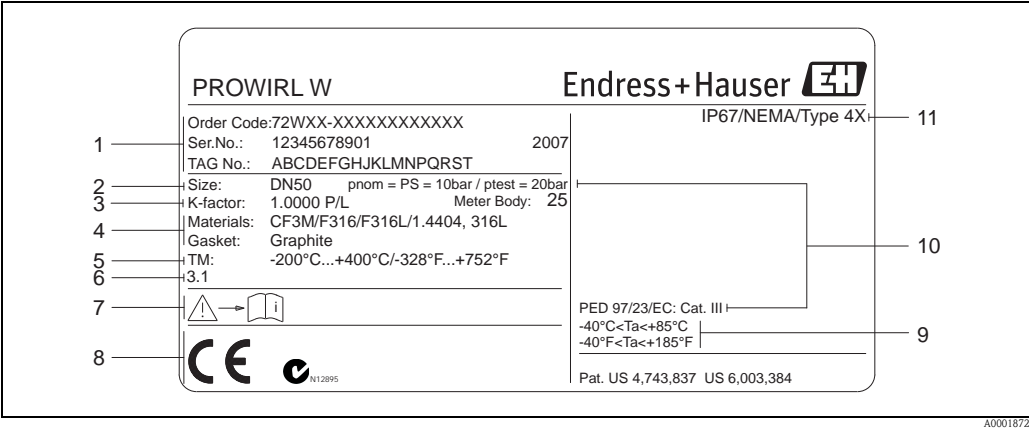 PROWIRL W
Endress+Hauser EH
IP67/NEMA/Type 4X 11
1 Order Code:72WXX-XXXXXXXXXXXX
Ser.No.: 12345678901 2007
TAG No.: ABCDEFGHJKLMNPQRST
2 Size: DN50 pnom = PS = 10bar / ptest = 20bar
3 K-factor: 1.0000 P/L Meter Body: 25
4 Materials: CF3M/F316/F316L/1.4404, 316L
Gasket: Graphite
5 TM: -200°C...+400°C/-328°F...+752°F
6 3.1
7 i
8 CE N12895
10
PED 97/23/EC: Cat. III
-40°C<Ta<+85°C 9
-40°F<Ta<+185°F
Pat. US 4,743,837 US 6,003,384
A0001872